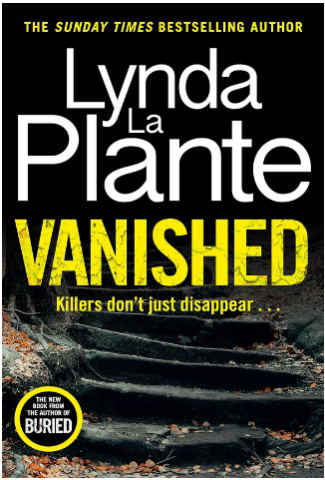 THE SUNDAY TIMES BESTSELLING AUTHOR
Lynda
La
Plante
VANISHED
Killers don't just disappear . . .
THE NEW
BOOK FROM
THE AUTHOR OF
BURIED